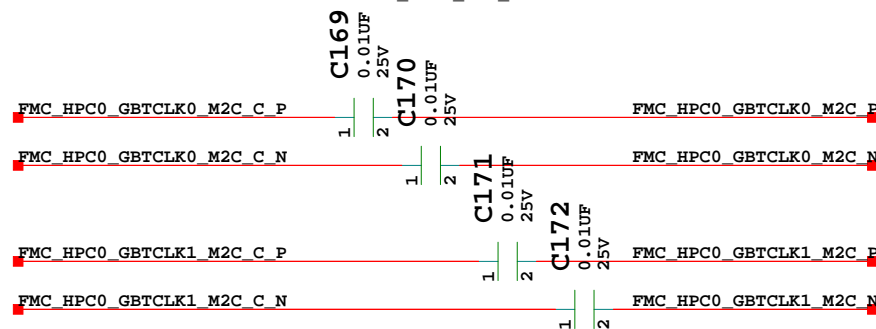 C169
0.01UF
25V
C170
0.01UF
25V
FMC_HPC0_GBTCLK0_M2C_C_P
1
2
FMC_HPC0_GBTCLK0_M2C_P
FMC_HPC0_GBTCLK0_M2C_C_N
1
2
FMC_HPC0_GBTCLK0_M2C_N
C171
0.01UF
25V
C172
0.01UF
25V
FMC_HPC0_GBTCLK1_M2C_C_P
1
2
FMC_HPC0_GBTCLK1_M2C_P
FMC_HPC0_GBTCLK1_M2C_C_N
1
2
FMC_HPC0_GBTCLK1_M2C_N